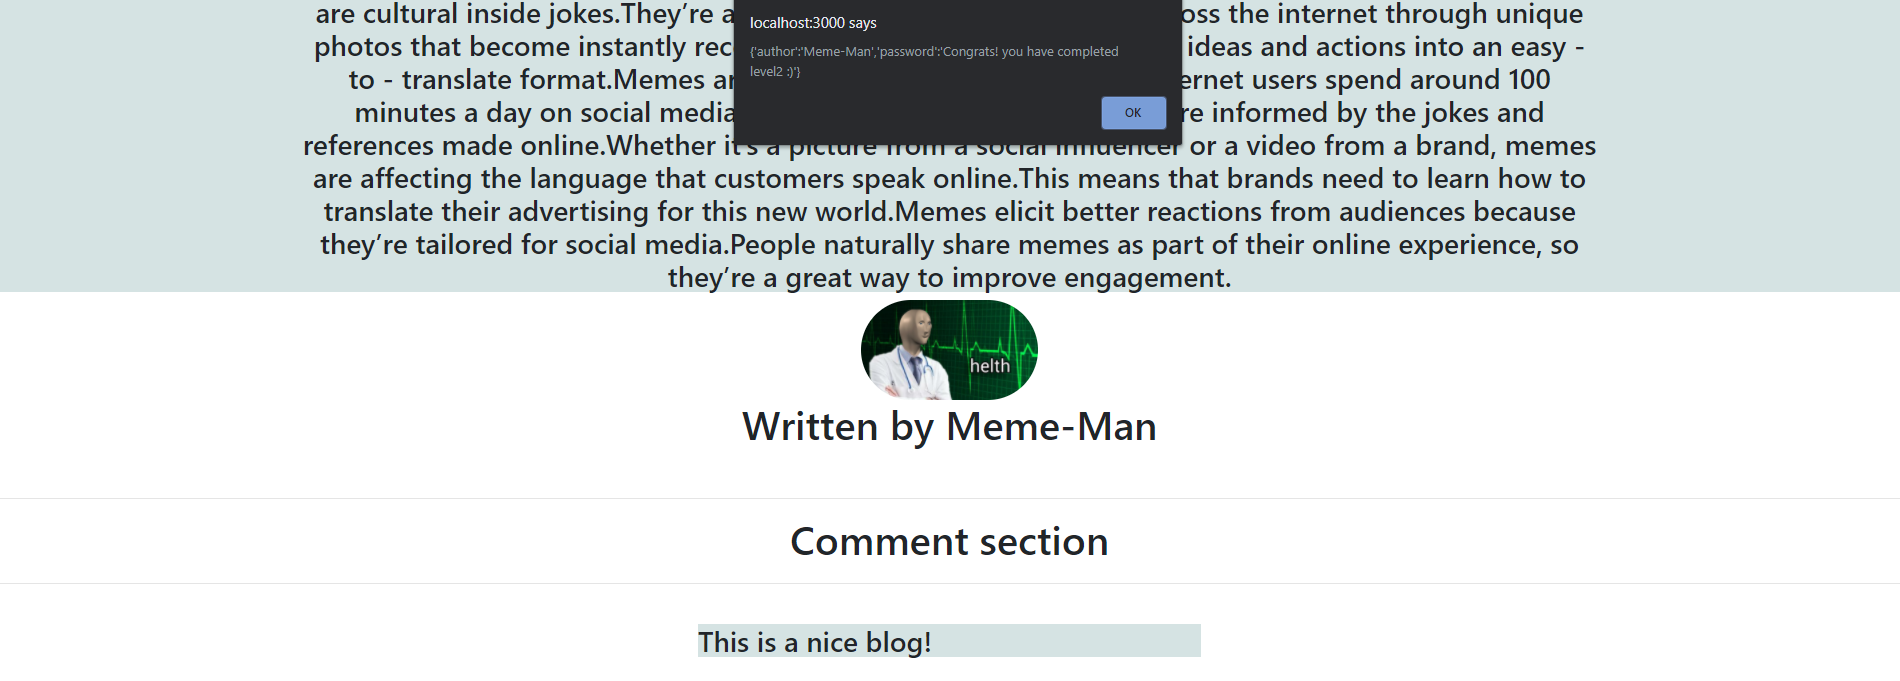 are cultural inside jokes.They’re a oss the internet through unique
photos that become instantly rec ideas and actions into an easy -
to - translate format.Memes ar ernet users spend around 100
minutes a day on social media re informed by the jokes and
references made online.Whether it’s a picture from a social influencer or a video from a brand, memes
are affecting the language that customers speak online.This means that brands need to learn how to
translate their advertising for this new world.Memes elicit better reactions from audiences because
they’re tailored for social media.People naturally share memes as part of their online experience, so
they’re a great way to improve engagement.
localhost:3000 says
{'author':'Meme-Man','password':'Congrats! you have completed
level2 :)'}
OK
helth
Written by Meme-Man
Comment section
This is a nice blog!